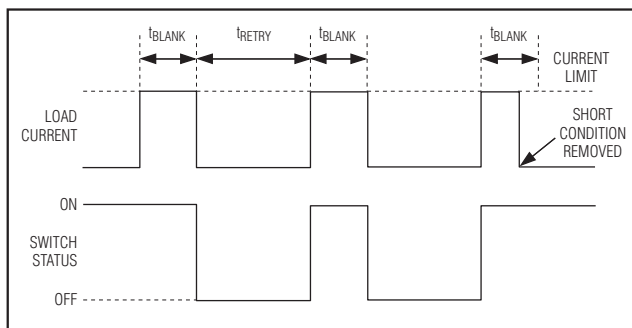 tBLANK
tRETRY
tBLANK
tBLANK
CURRENT
LIMIT
LOAD
CURRENT
SHORT
CONDITION
REMOVED
ON
SWITCH
STATUS
OFF